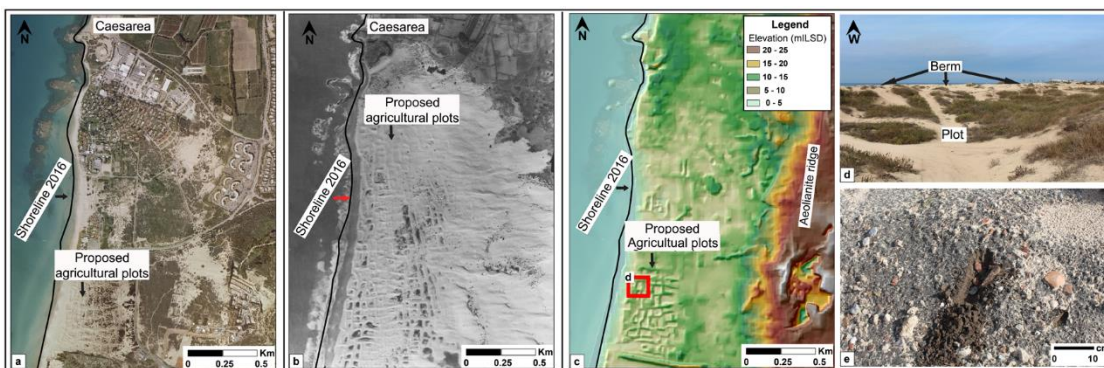 N
Caesarea
Shoreline 2016
Proposed
agricultural plots
Km
0 0.25 0.5
a
N
Caesarea
Proposed
agricultural plots
Shoreline 2016
Km
0 0.25 0.5
b
N
Legend
Elevation (mILSD)
20 - 25
15 - 20
10 - 15
5 - 10
0 - 5
Shoreline 2016
Aeolianite ridge
Proposed
Agricultual plots
d
Km
0 0.25 0.5
c
W
Berm
Plot
d
cm
0 10
e